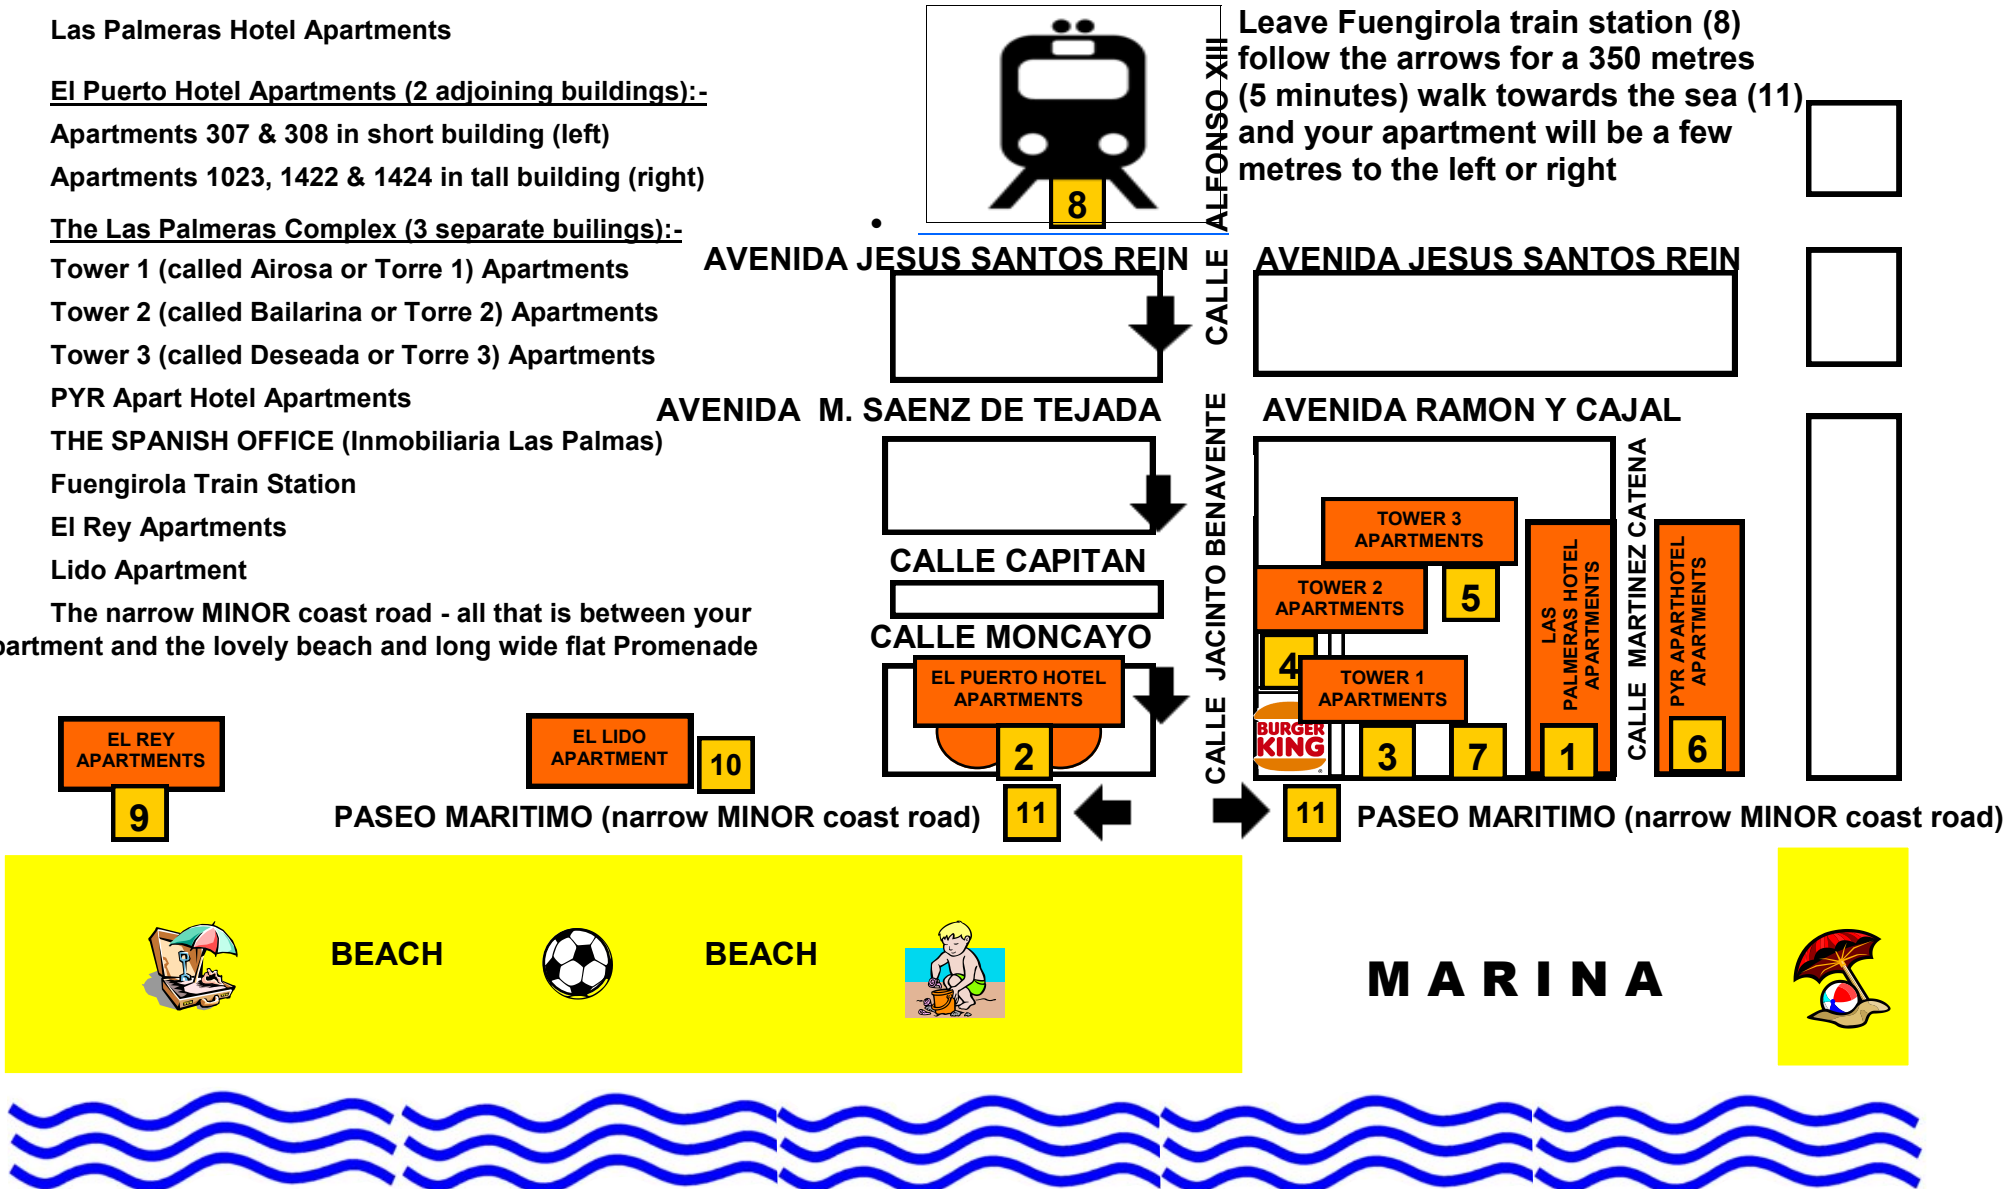 Las Palmeras Hotel Apartments
El Puerto Hotel Apartments (2 adjoining buildings):-
Apartments 307 & 308 in short building (left)
Apartments 1023, 1422 & 1424 in tall building (right)
The Las Palmeras Complex (3 separate builings):-
Tower 1 (called Airosa or Torre 1) Apartments
Tower 2 (called Bailarina or Torre 2) Apartments
Tower 3 (called Deseada or Torre 3) Apartments
PYR Apart Hotel Apartments
THE SPANISH OFFICE (Inmobiliaria Las Palmas)
Fuengirola Train Station
El Rey Apartments
Lido Apartment
The narrow MINOR coast road - all that is between your
partment and the lovely beach and long wide flat Promenade
8
Leave Fuengirola train station (8)
follow the arrows for a 350 metres
(5 minutes) walk towards the sea (11)
and your apartment will be a few
metres to the left or right
CALLE ALFONSO XIII
AVENIDA JESUS SANTOS REIN
AVENIDA JESUS SANTOS REIN
AVENIDA M. SAENZ DE TEJADA
AVENIDA RAMON Y CAJAL
CALLE JACINTO BENAVENTE
CALLE MARTINEZ CATENA
CALLE CAPITAN
CALLE MONCAYO
TOWER 3
APARTMENTS
5
TOWER 2
APARTMENTS
4
TOWER 1
APARTMENTS
3
7
LAS
PALMERAS HOTEL
APARTMENTS
1
PYR APARTHOTEL
APARTMENTS
6
BURGER
KING
EL PUERTO HOTEL
APARTMENTS
2
EL REY
APARTMENTS
9
EL LIDO
APARTMENT
10
PASEO MARITIMO (narrow MINOR coast road)
11
11
PASEO MARITIMO (narrow MINOR coast road)
BEACH
BEACH
MARINA